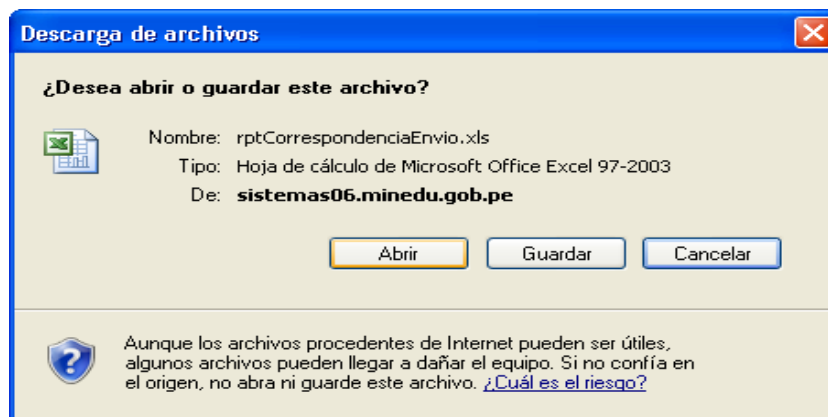 Descarga de archivos
¿Desea abrir o guardar este archivo?
Nombre: rptCorrespondenciaEnvio.xls
Tipo: Hoja de cálculo de Microsoft Office Excel 97-2003
De: sistemas06.minedu.gob.pe
Abrir Guardar Cancelar
Aunque los archivos procedentes de Internet pueden ser útiles,
algunos archivos pueden llegar a dañar el equipo. Si no confía en
el origen, no abra ni guarde este archivo. ¿Cuál es el riesgo?